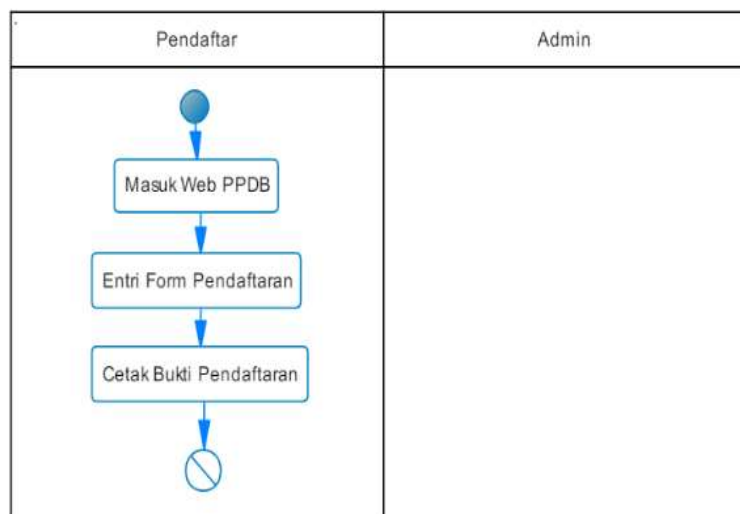 Pendaftar
Admin
Masuk Web PPDB
Entri Form Pendaftaran
Cetak Bukti Pendaftaran